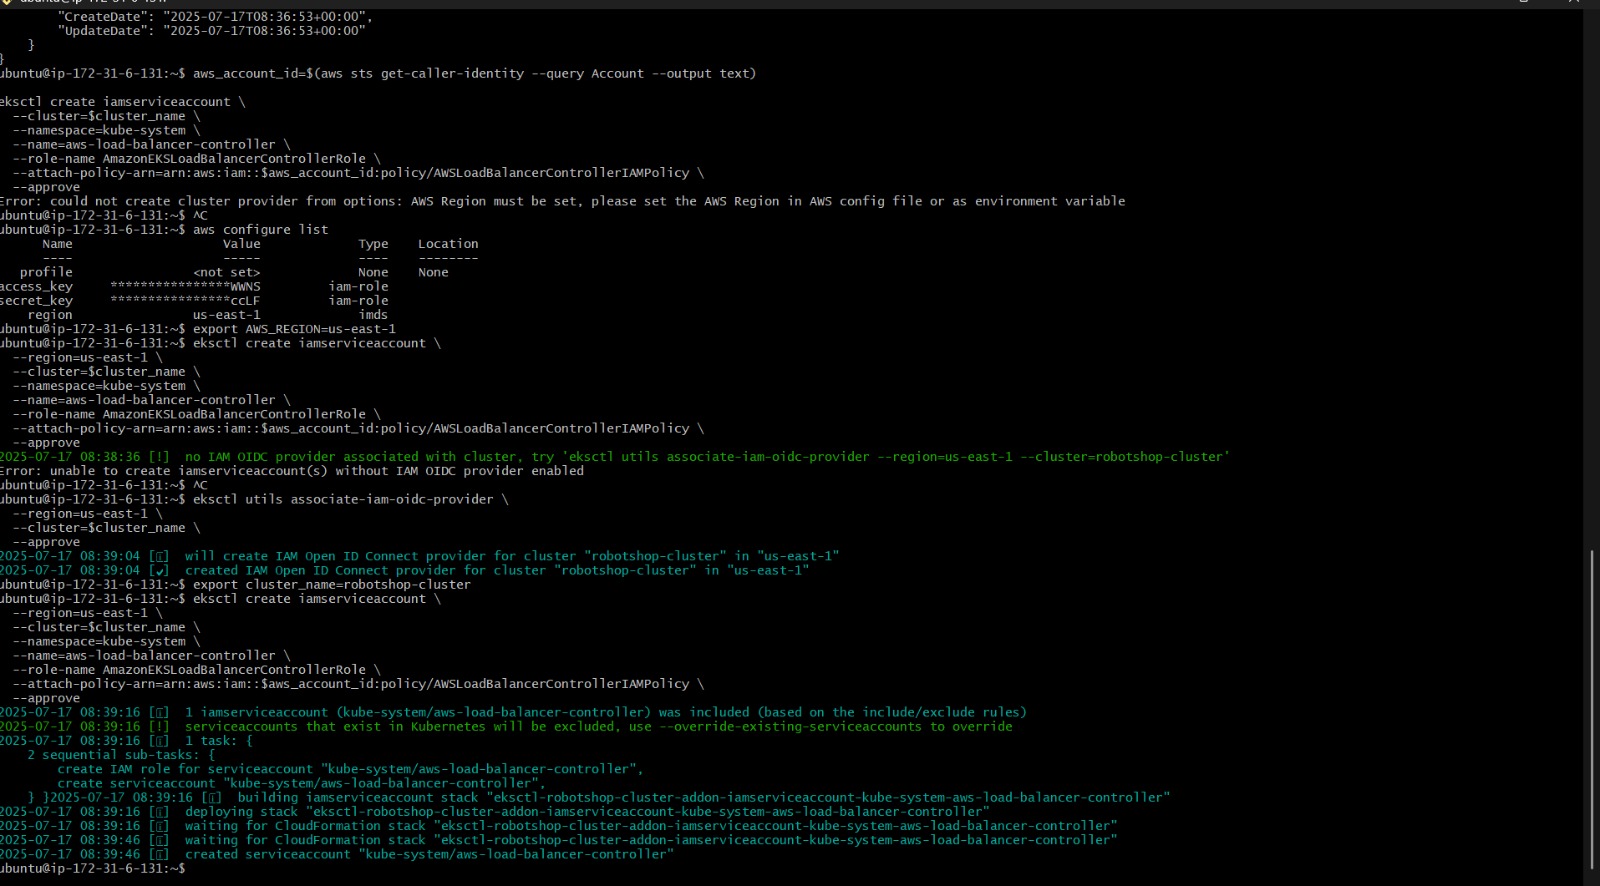 "CreateDate": "2025-07-17T08:36:53+00:00",
"UpdateDate": "2025-07-17T08:36:53+00:00"
}
}
ubuntu@ip-172-31-6-131:~$ aws_account_id=$(aws sts get-caller-identity --query Account --output text)
eksctl create iamserviceaccount \
--cluster=$cluster_name \
--namespace=kube-system \
--name=aws-load-balancer-controller \
--role-name AmazonEKSLoadBalancerControllerRole \
--attach-policy-arn=arn:aws:iam::$aws_account_id:policy/AWSLoadBalancerControllerIAMPolicy \
--approve
Error: could not create cluster provider from options: AWS Region must be set, please set the AWS Region in AWS config file or as environment variable
ubuntu@ip-172-31-6-131:~$ ^C
ubuntu@ip-172-31-6-131:~$ aws configure list
Name Value Type Location
---- ----- ---- --------
profile <not set> None None
access_key ****************WWNS iam-role
secret_key ****************ccLF iam-role
region us-east-1 imds
ubuntu@ip-172-31-6-131:~$ export AWS_REGION=us-east-1
ubuntu@ip-172-31-6-131:~$ eksctl create iamserviceaccount \
--region=us-east-1 \
--cluster=$cluster_name \
--namespace=kube-system \
--name=aws-load-balancer-controller \
--role-name AmazonEKSLoadBalancerControllerRole \
--attach-policy-arn=arn:aws:iam::$aws_account_id:policy/AWSLoadBalancerControllerIAMPolicy \
--approve
2025-07-17 08:38:36 [!]  no IAM OIDC provider associated with cluster, try 'eksctl utils associate-iam-oidc-provider --region=us-east-1 --cluster=robotshop-cluster'
Error: unable to create iamserviceaccount(s) without IAM OIDC provider enabled
ubuntu@ip-172-31-6-131:~$ ^C
ubuntu@ip-172-31-6-131:~$ eksctl utils associate-iam-oidc-provider \
--region=us-east-1 \
--cluster=$cluster_name \
--approve
2025-07-17 08:39:04 [ℹ]  will create IAM Open ID Connect provider for cluster "robotshop-cluster" in "us-east-1"
2025-07-17 08:39:04 [✔]  created IAM Open ID Connect provider for cluster "robotshop-cluster" in "us-east-1"
ubuntu@ip-172-31-6-131:~$ export cluster_name=robotshop-cluster
ubuntu@ip-172-31-6-131:~$ eksctl create iamserviceaccount \
--region=us-east-1 \
--cluster=$cluster_name \
--namespace=kube-system \
--name=aws-load-balancer-controller \
--role-name AmazonEKSLoadBalancerControllerRole \
--attach-policy-arn=arn:aws:iam::$aws_account_id:policy/AWSLoadBalancerControllerIAMPolicy \
--approve
2025-07-17 08:39:16 [ℹ]  1 iamserviceaccount (kube-system/aws-load-balancer-controller) was included (based on the include/exclude rules)
2025-07-17 08:39:16 [!]  serviceaccounts that exist in Kubernetes will be excluded, use --override-existing-serviceaccounts to override
2025-07-17 08:39:16 [ℹ]  1 task: {
2 sequential sub-tasks: {
create IAM role for serviceaccount "kube-system/aws-load-balancer-controller",
create serviceaccount "kube-system/aws-load-balancer-controller",
} }2025-07-17 08:39:16 [ℹ]  building iamserviceaccount stack "eksctl-robotshop-cluster-addon-iamserviceaccount-kube-system-aws-load-balancer-controller"
2025-07-17 08:39:16 [ℹ]  deploying stack "eksctl-robotshop-cluster-addon-iamserviceaccount-kube-system-aws-load-balancer-controller"
2025-07-17 08:39:16 [ℹ]  waiting for CloudFormation stack "eksctl-robotshop-cluster-addon-iamserviceaccount-kube-system-aws-load-balancer-controller"
2025-07-17 08:39:46 [ℹ]  waiting for CloudFormation stack "eksctl-robotshop-cluster-addon-iamserviceaccount-kube-system-aws-load-balancer-controller"
2025-07-17 08:39:46 [ℹ]  created serviceaccount "kube-system/aws-load-balancer-controller"
ubuntu@ip-172-31-6-131:~$